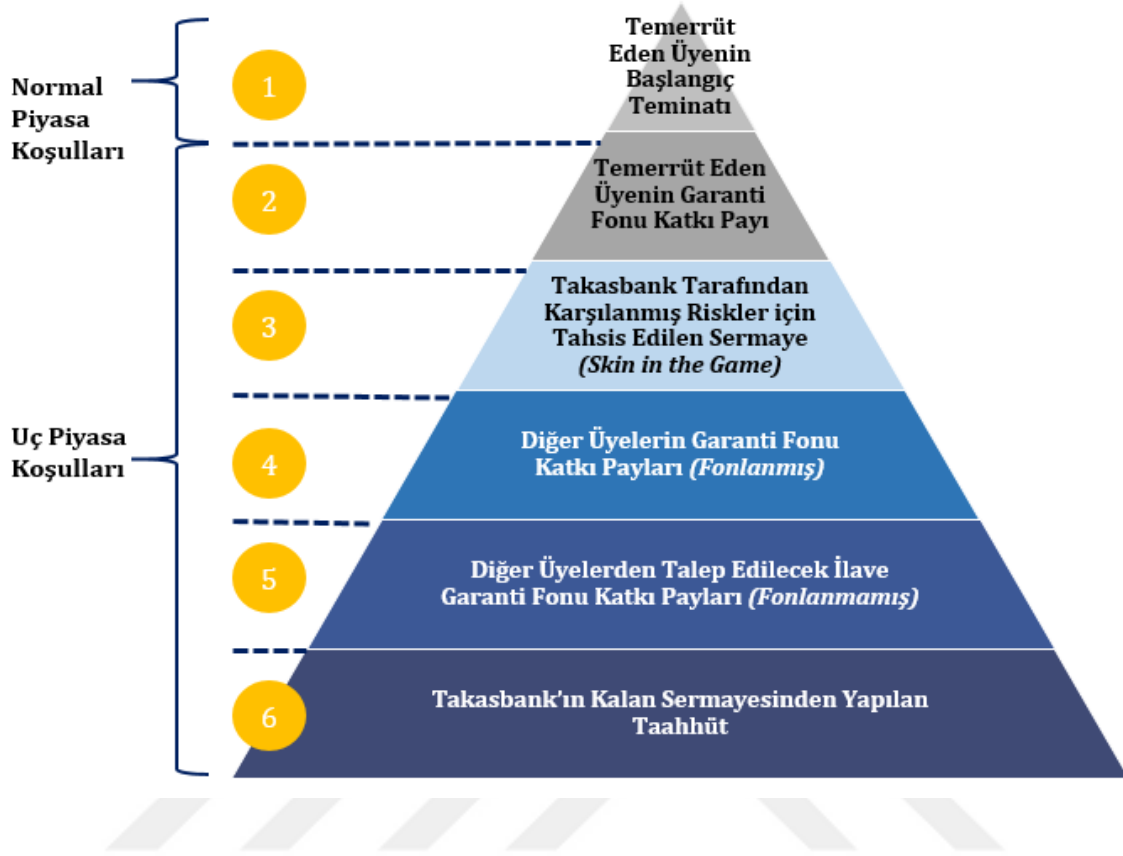 Normal
Piyasa
Koşulları
Uç Piyasa
Koşulları
1
Temerrüt
Eden Üyenin
Başlangıç
Teminatı
2
Temerrüt Eden
Üyenin Garanti
Fonu Katkı Payı
3
Takasbank Tarafından
Karşılanmış Riskler için
Tahsis Edilen Sermaye
(Skin in the Game)
4
Diğer Üyelerin Garanti Fonu
Katkı Payları (Fonlanmış)
5
Diğer Üyelerden Talep Edilecek İlave
Garanti Fonu Katkı Payları (Fonlanmamış)
6
Takasbank’ın Kalan Sermayesinden Yapılan
Taahhüt